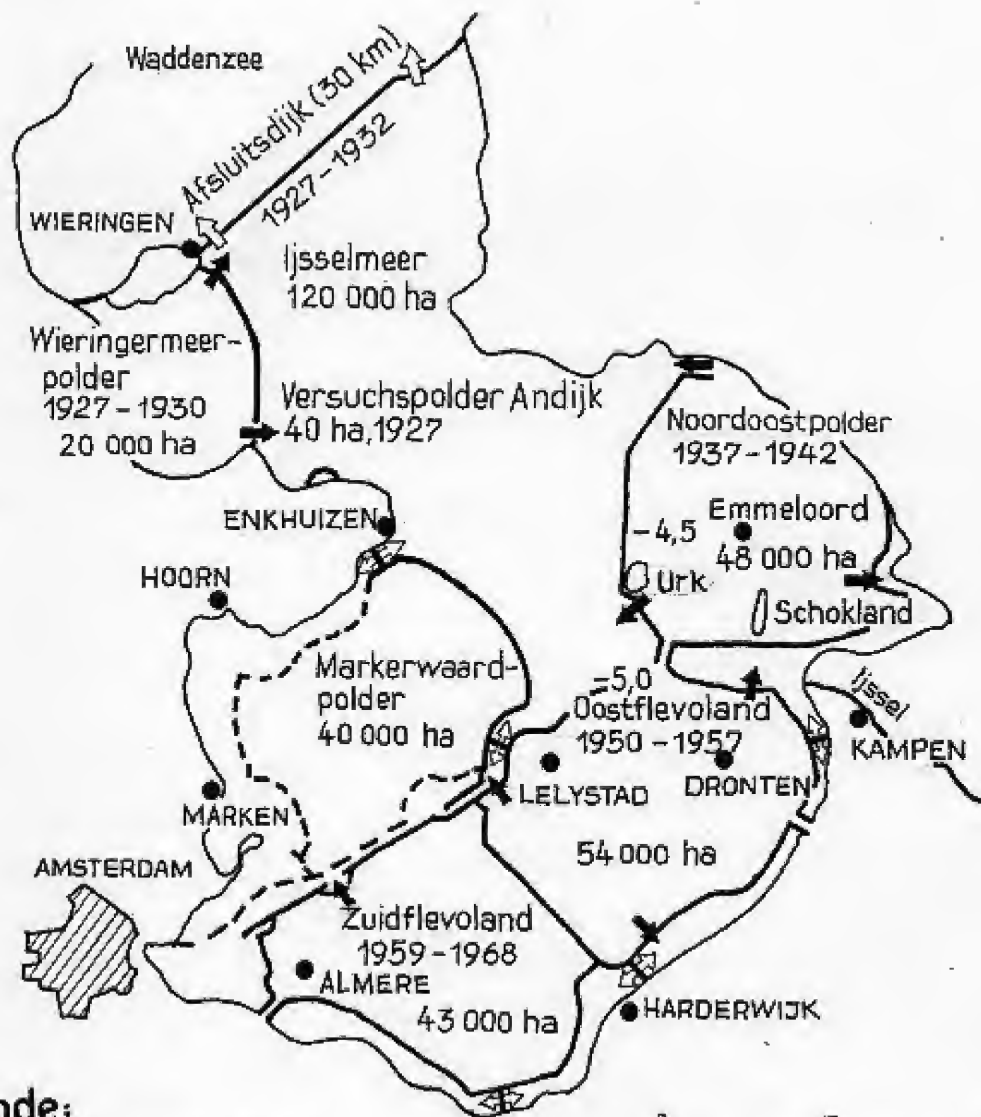 Waddenzee
Afsluitsdijk (30 km)
1927-1932
WIERINGEN
Ijsselmeer
120 000 ha
Wieringermeer-
polder
1927-1930
20 000 ha
Versuchspolder Andijk
40 ha, 1927
Noordoostpolder
1937-1942
Emmeloord
-4,5
48 000 ha
ENKHUIZEN
HOORN
Urk
Schokland
Markerwaard-
polder
40 000 ha
-5,0
Oostflevoland
1950-1957
Ijssel
KAMPEN
LELYSTAD
DRONTEN
MARKEN
54 000 ha
AMSTERDAM
Zuidflevoland
1959-1968
ALMERE
43 000 ha
HARDERWIJK
nde: